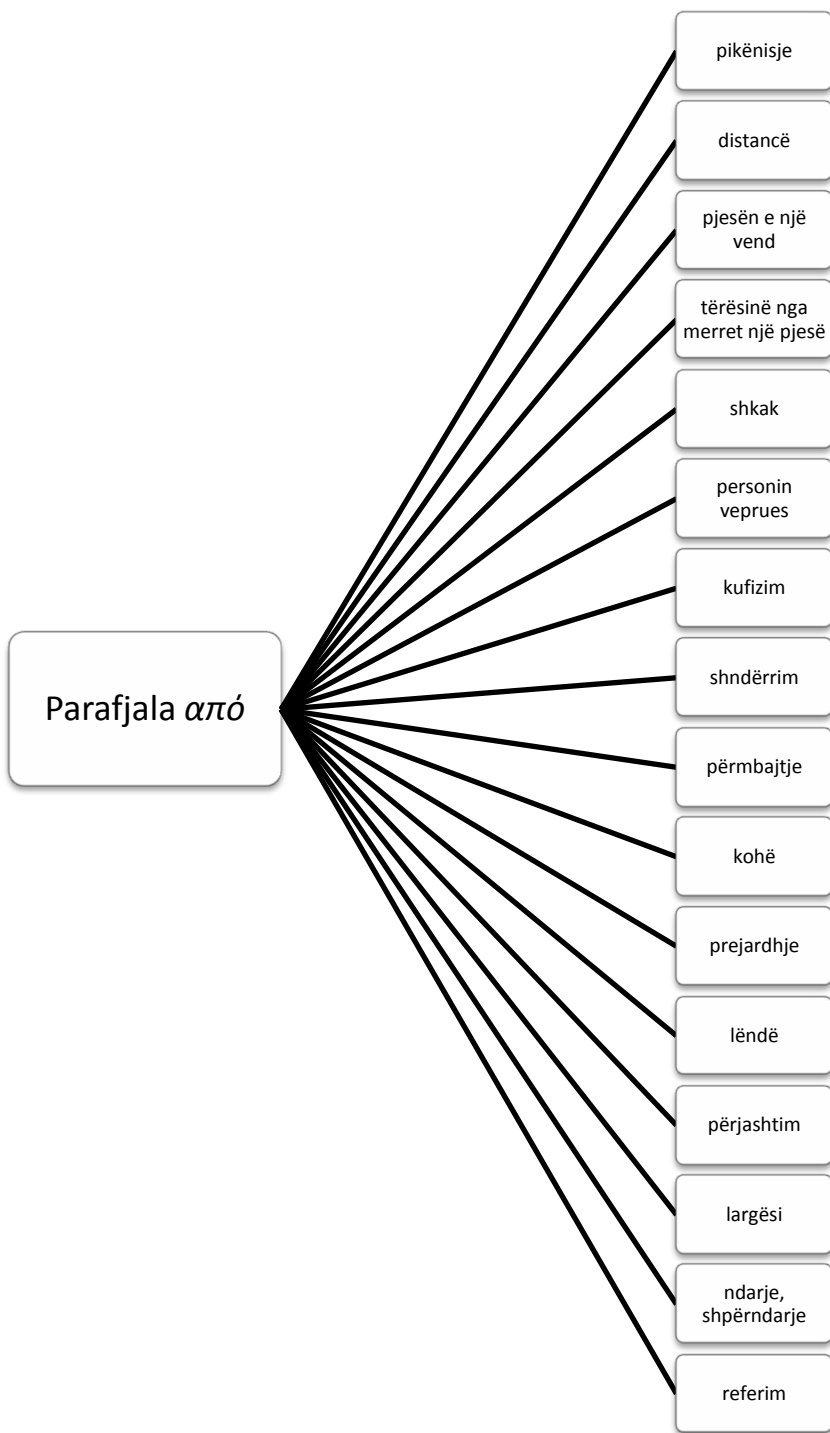 pikënisje
distancë
pjesën e një
vend
tërësinë nga
merret një pjesë
shkak
personin
veprues
kufizim
Parafjala από
shndërrim
përmbajtje
kohë
prejardhje
lëndë
përjashtim
largësi
ndarje,
shpërndarje
referim